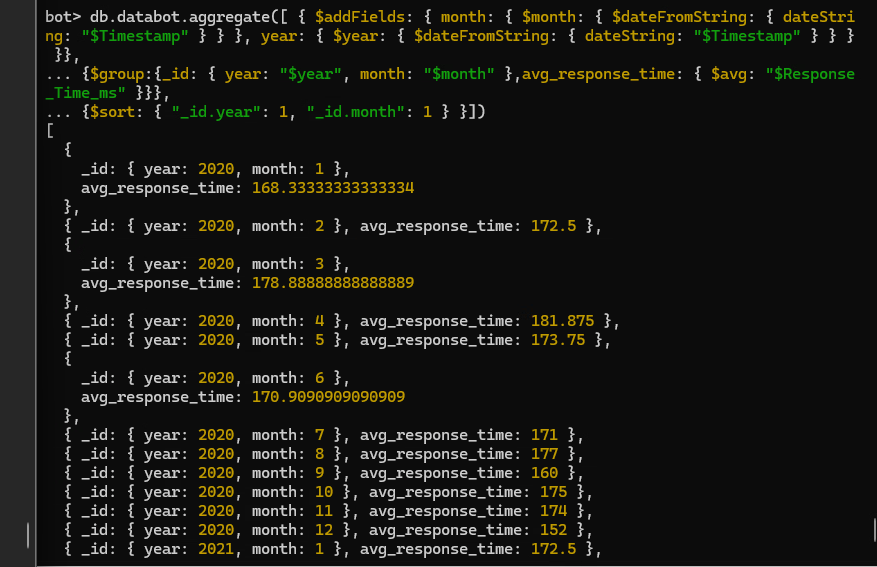 bot> db.databot.aggregate([ { $addFields: { month: { $month: { $dateFromString: { dateStri
ng: "$Timestamp" } } }, year: { $year: { $dateFromString: { dateString: "$Timestamp" } } }
 }},
... {$group:{_id: { year: "$year", month: "$month" },avg_response_time: { $avg: "$Response
_Time_ms" }}},
... {$sort: { "_id.year": 1, "_id.month": 1 } }])
[
  {
    _id: { year: 2020, month: 1 },
    avg_response_time: 168.33333333333334
  },
  { _id: { year: 2020, month: 2 }, avg_response_time: 172.5 },
  {
    _id: { year: 2020, month: 3 },
    avg_response_time: 178.88888888888889
  },
  { _id: { year: 2020, month: 4 }, avg_response_time: 181.875 },
  { _id: { year: 2020, month: 5 }, avg_response_time: 173.75 },
  {
    _id: { year: 2020, month: 6 },
    avg_response_time: 170.9090909090909
  },
  { _id: { year: 2020, month: 7 }, avg_response_time: 171 },
  { _id: { year: 2020, month: 8 }, avg_response_time: 177 },
  { _id: { year: 2020, month: 9 }, avg_response_time: 160 },
  { _id: { year: 2020, month: 10 }, avg_response_time: 175 },
  { _id: { year: 2020, month: 11 }, avg_response_time: 174 },
  { _id: { year: 2020, month: 12 }, avg_response_time: 152 },
  { _id: { year: 2021, month: 1 }, avg_response_time: 172.5 },